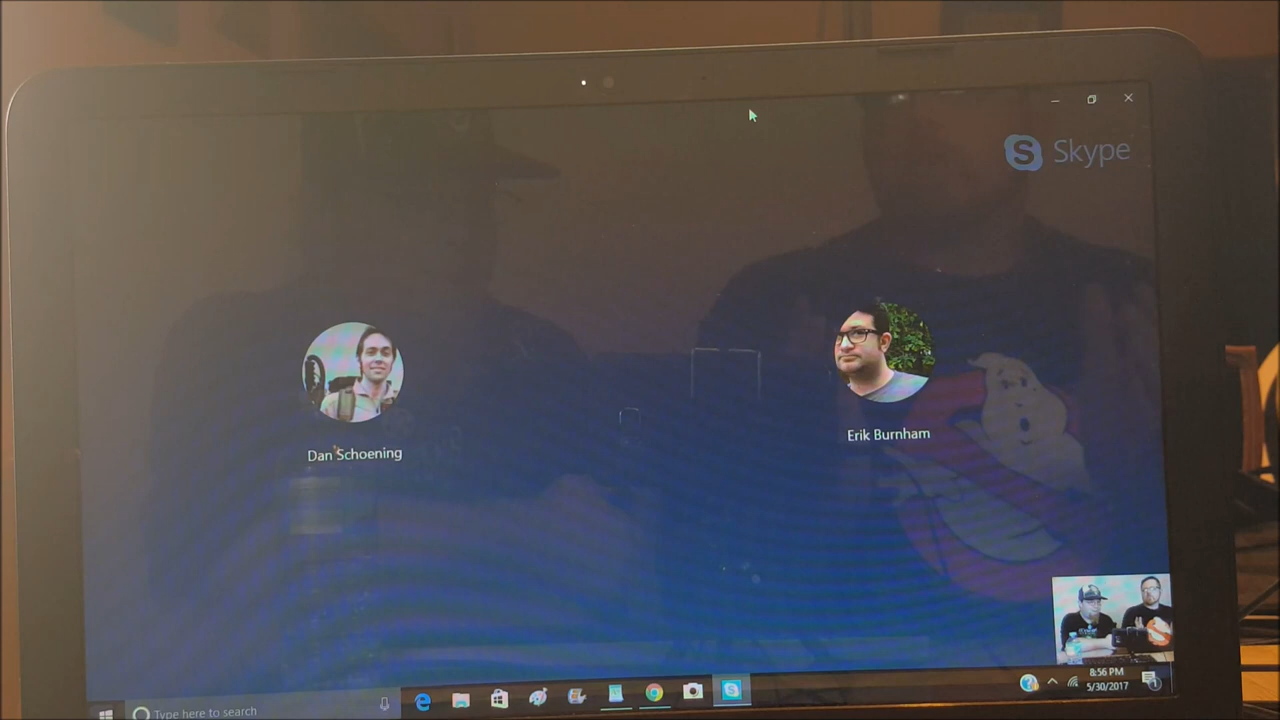 Skype
Dan Schoening
Erik Burnham
Type here to search
8:56 PM
5/30/2017